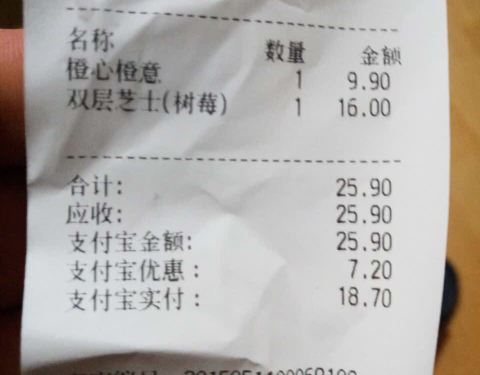 名称 数量 金额
橙心橙意 1 9.90
双层芝士(树莓) 1 16.00
合计: 25.90
应收: 25.90
支付宝金额: 25.90
支付宝优惠: 7.20
支付宝实付: 18.70